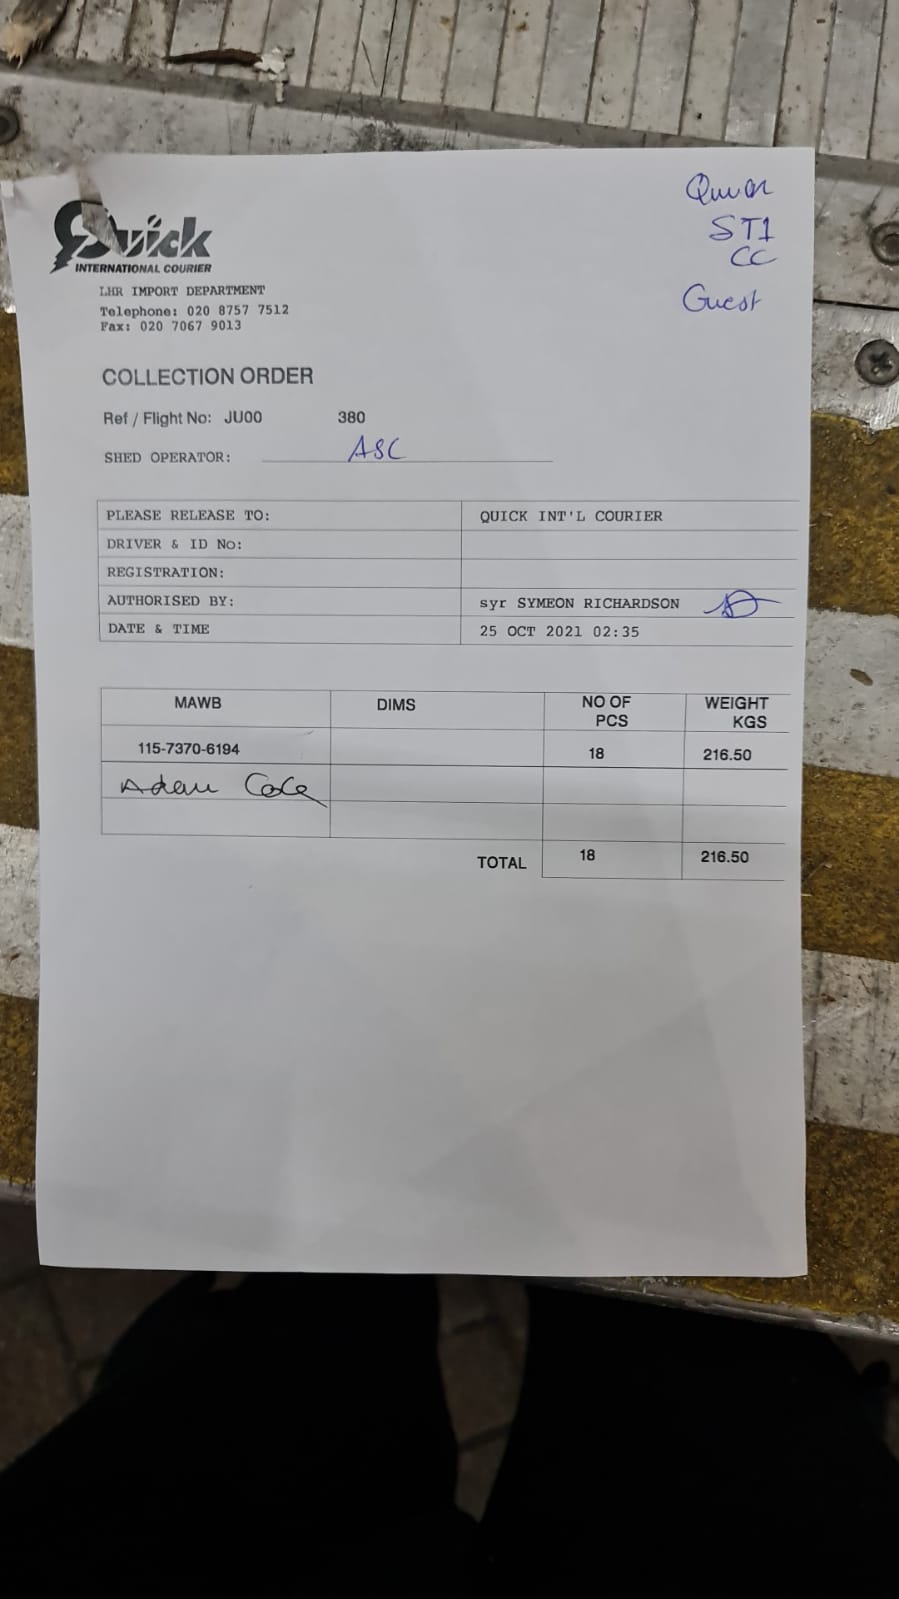 Quick
INTERNATIONAL COURIER
LHR IMPORT DEPARTMENT
Telephone: 020 8757 7512
Fax: 020 7067 9013
ST1
CC
Guest
COLLECTION ORDER
Ref / Flight No: JU00 380
SHED OPERATOR: ASC
PLEASE RELEASE TO: QUICK INT'L COURIER
DRIVER & ID No:
REGISTRATION:
AUTHORISED BY: syr SYMEON RICHARDSON
DATE & TIME 25 OCT 2021 02:35
MAWB DIMS NO OF PCS WEIGHT KGS
115-7370-6194 18 216.50
TOTAL 18 216.50